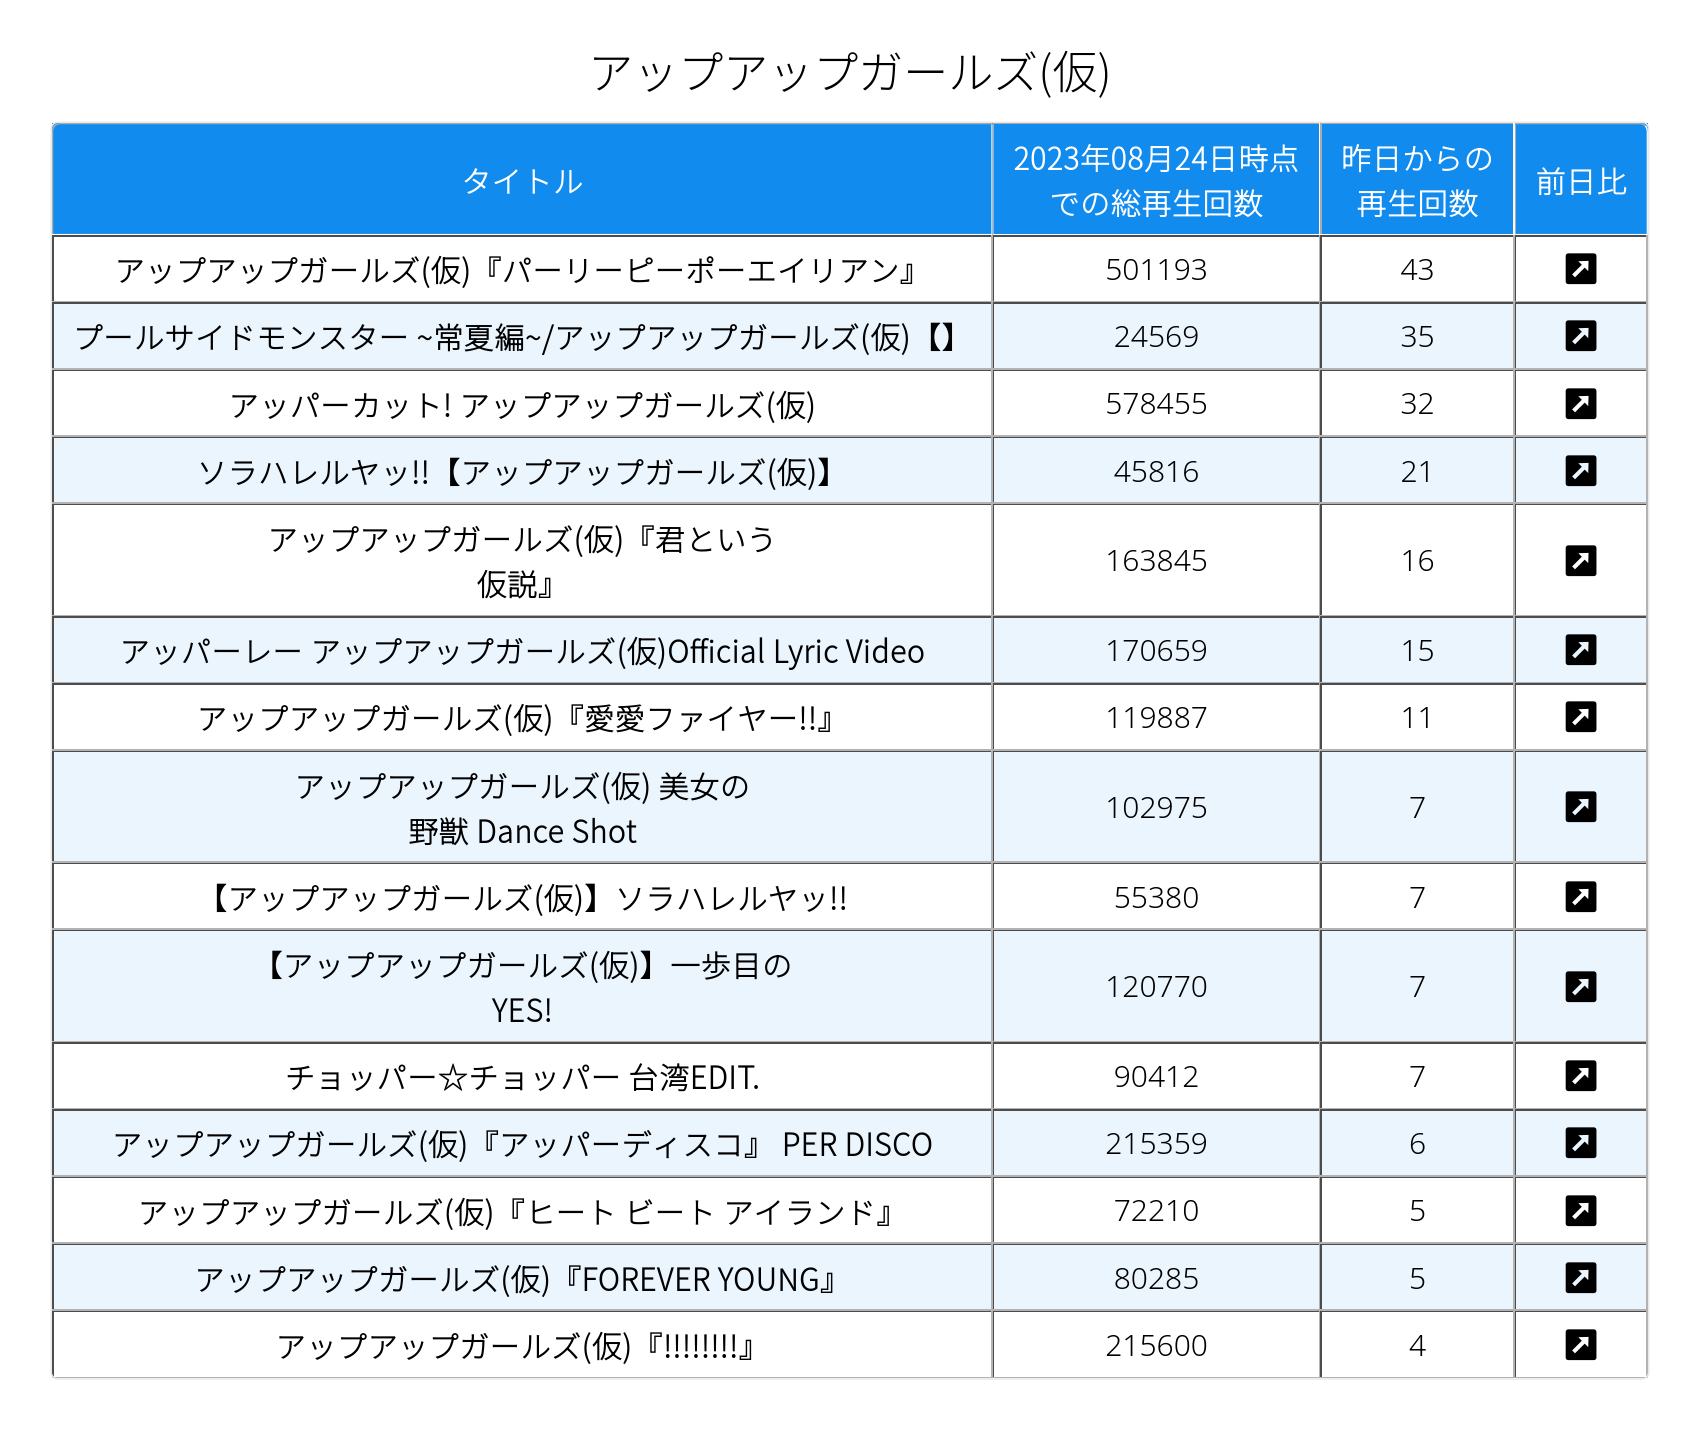 アップアップガールズ(仮)
タイトル
2023年08月24日時点
での総再生回数
昨日からの
再生回数
前日比
アップアップガールズ(仮)『パーリーピーポーエイリアン』 501193 43
プールサイドモンスター ~常夏編~/アップアップガールズ(仮)【】 24569 35
アッパーカット! アップアップガールズ(仮) 578455 32
ソラハレルヤッ!!【アップアップガールズ(仮)】 45816 21
アップアップガールズ(仮)『君という
仮説』 163845 16
アッパーレー アップアップガールズ(仮)Official Lyric Video 170659 15
アップアップガールズ(仮)『愛愛ファイヤー!!』 119887 11
アップアップガールズ(仮) 美女の
野獣 Dance Shot 102975 7
【アップアップガールズ(仮)】ソラハレルヤッ!! 55380 7
【アップアップガールズ(仮)】一歩目の
YES! 120770 7
チョッパー☆チョッパー 台湾EDIT. 90412 7
アップアップガールズ(仮)『アッパーディスコ』 PER DISCO 215359 6
アップアップガールズ(仮)『ヒート ビート アイランド』 72210 5
アップアップガールズ(仮)『FOREVER YOUNG』 80285 5
アップアップガールズ(仮)『!!!!!!!!』 215600 4